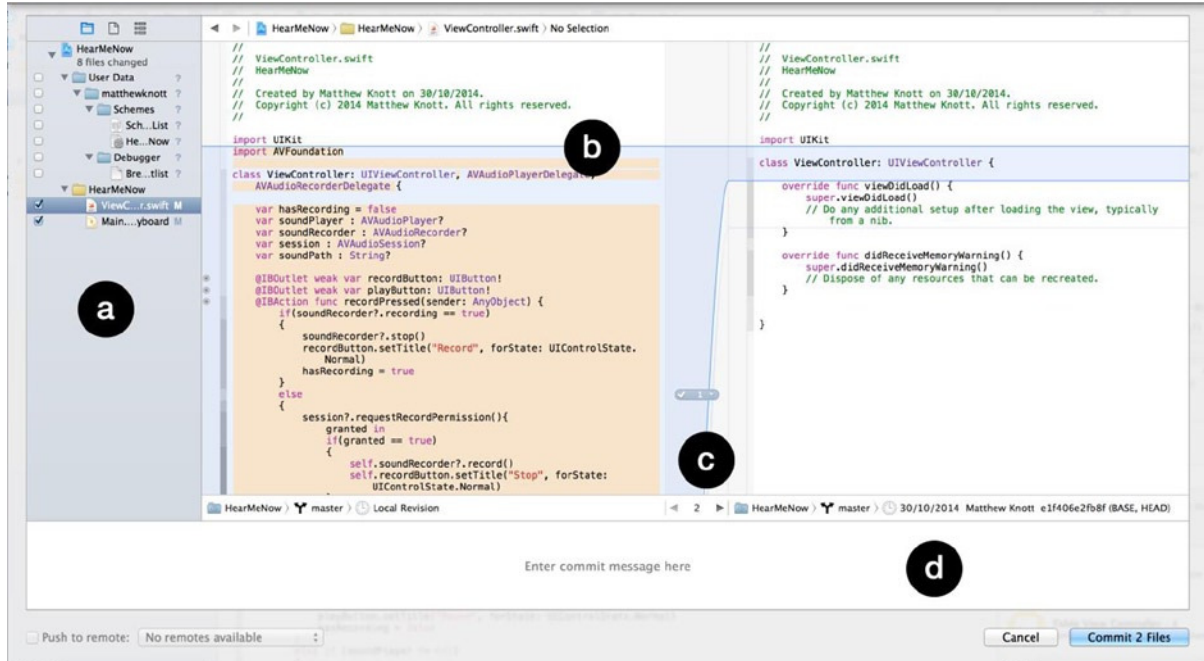 HearMeNow
8 files changed
User Data ?
matthewknott ?
Schemes ?
Sch...List ?
He...Now ?
Debugger ?
Bre...tlist ?
HearMeNow
ViewC...r.swift M
Main....yboard M
a
HearMeNow HearMeNow ViewController.swift No Selection
//
// ViewController.swift
// HearMeNow
//
// Created by Matthew Knott on 30/10/2014.
// Copyright (c) 2014 Matthew Knott. All rights reserved.
//
import UIKit
import AVFoundation
b
class ViewController: UIViewController, AVAudioPlayerDelegate,
AVAudioRecorderDelegate {
var hasRecording = false
var soundPlayer : AVAudioPlayer?
var soundRecorder : AVAudioRecorder?
var session : AVAudioSession?
var soundPath : String?
@IBOutlet weak var recordButton: UIButton!
@IBOutlet weak var playButton: UIButton!
@IBAction func recordPressed(sender: AnyObject) {
if(soundRecorder?.recording == true)
{
soundRecorder?.stop()
recordButton.setTitle("Record", forState: UIControlState.
Normal)
hasRecording = true
}
else
{
session?.requestRecordPermission(){
granted in
if(granted == true)
{
self.soundRecorder?.record()
self.recordButton.setTitle("Stop", forState:
UIControlState.Normal)
1
c
//
// ViewController.swift
// HearMeNow
//
// Created by Matthew Knott on 30/10/2014.
// Copyright (c) 2014 Matthew Knott. All rights reserved.
//
import UIKit
class ViewController: UIViewController {
override func viewDidLoad() {
super.viewDidLoad()
// Do any additional setup after loading the view, typically
from a nib.
}
override func didReceiveMemoryWarning() {
super.didReceiveMemoryWarning()
// Dispose of any resources that can be recreated.
}
}
HearMeNow master Local Revision
2
HearMeNow master 30/10/2014 Matthew Knott e1f406e2fb8f (BASE, HEAD)
Enter commit message here
d
Push to remote: No remotes available
Cancel
Commit 2 Files